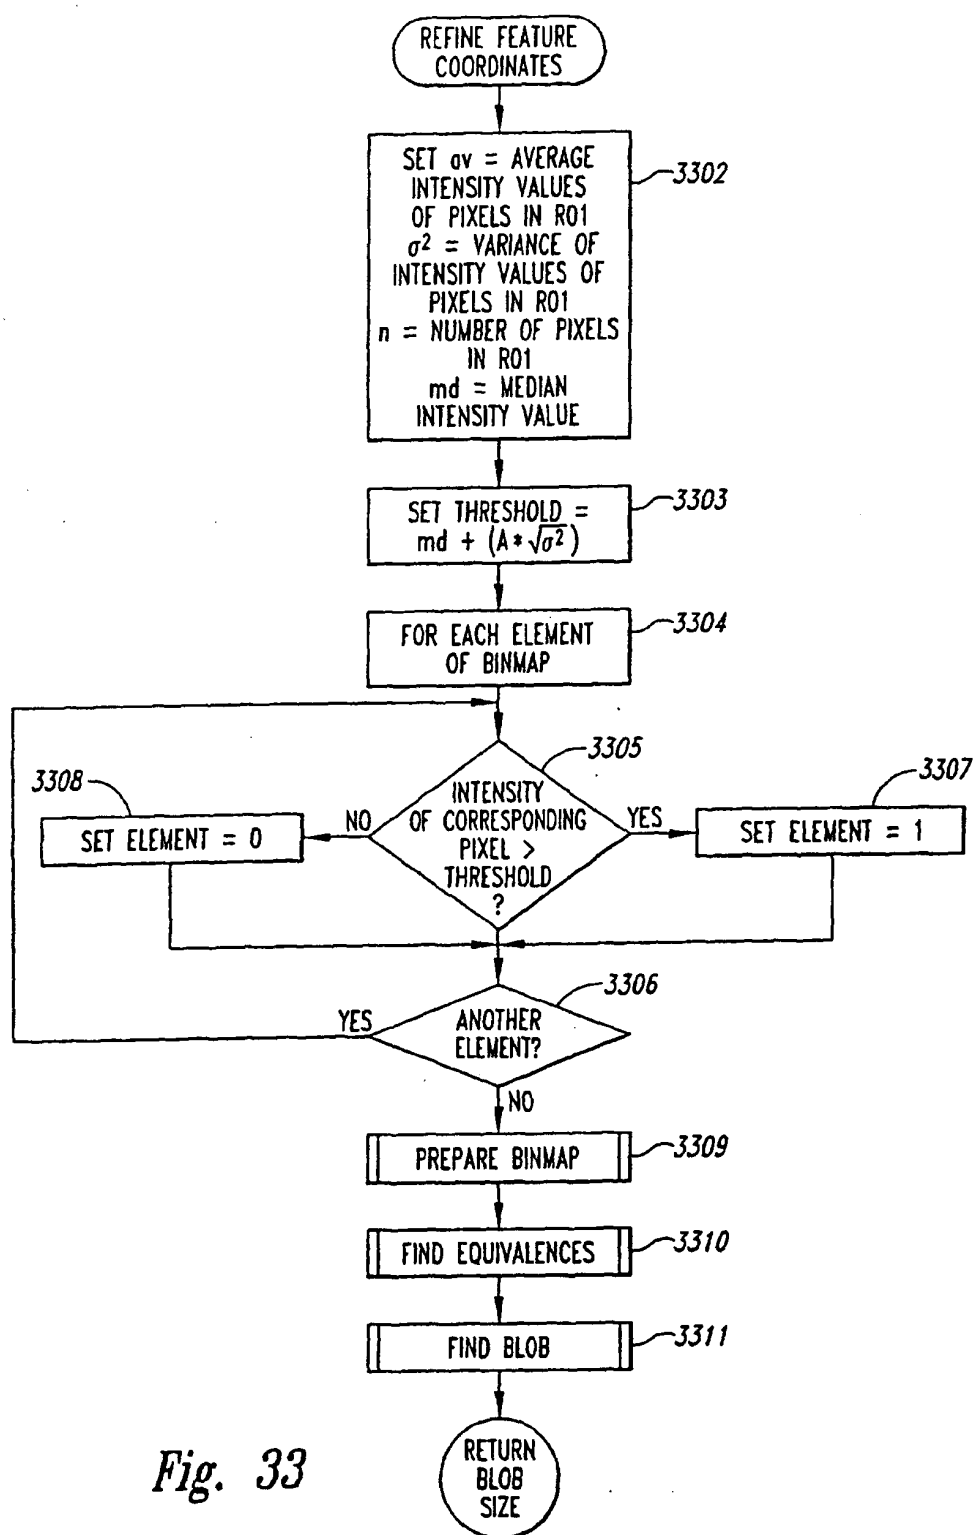 REFINE FEATURE
COORDINATES
SET av = AVERAGE
INTENSITY VALUES
OF PIXELS IN RO1
σ² = VARIANCE OF
INTENSITY VALUES OF
PIXELS IN RO1
n = NUMBER OF PIXELS
IN RO1
md = MEDIAN
INTENSITY VALUE
3302
SET THRESHOLD =
md + (A*√σ²)
3303
FOR EACH ELEMENT
OF BINMAP
3304
INTENSITY
OF CORRESPONDING
PIXEL >
THRESHOLD
?
3305
NO
YES
3308
SET ELEMENT = 0
3307
SET ELEMENT = 1
ANOTHER
ELEMENT?
3306
YES
NO
PREPARE BINMAP
3309
FIND EQUIVALENCES
3310
FIND BLOB
3311
RETURN
BLOB
SIZE
Fig. 33